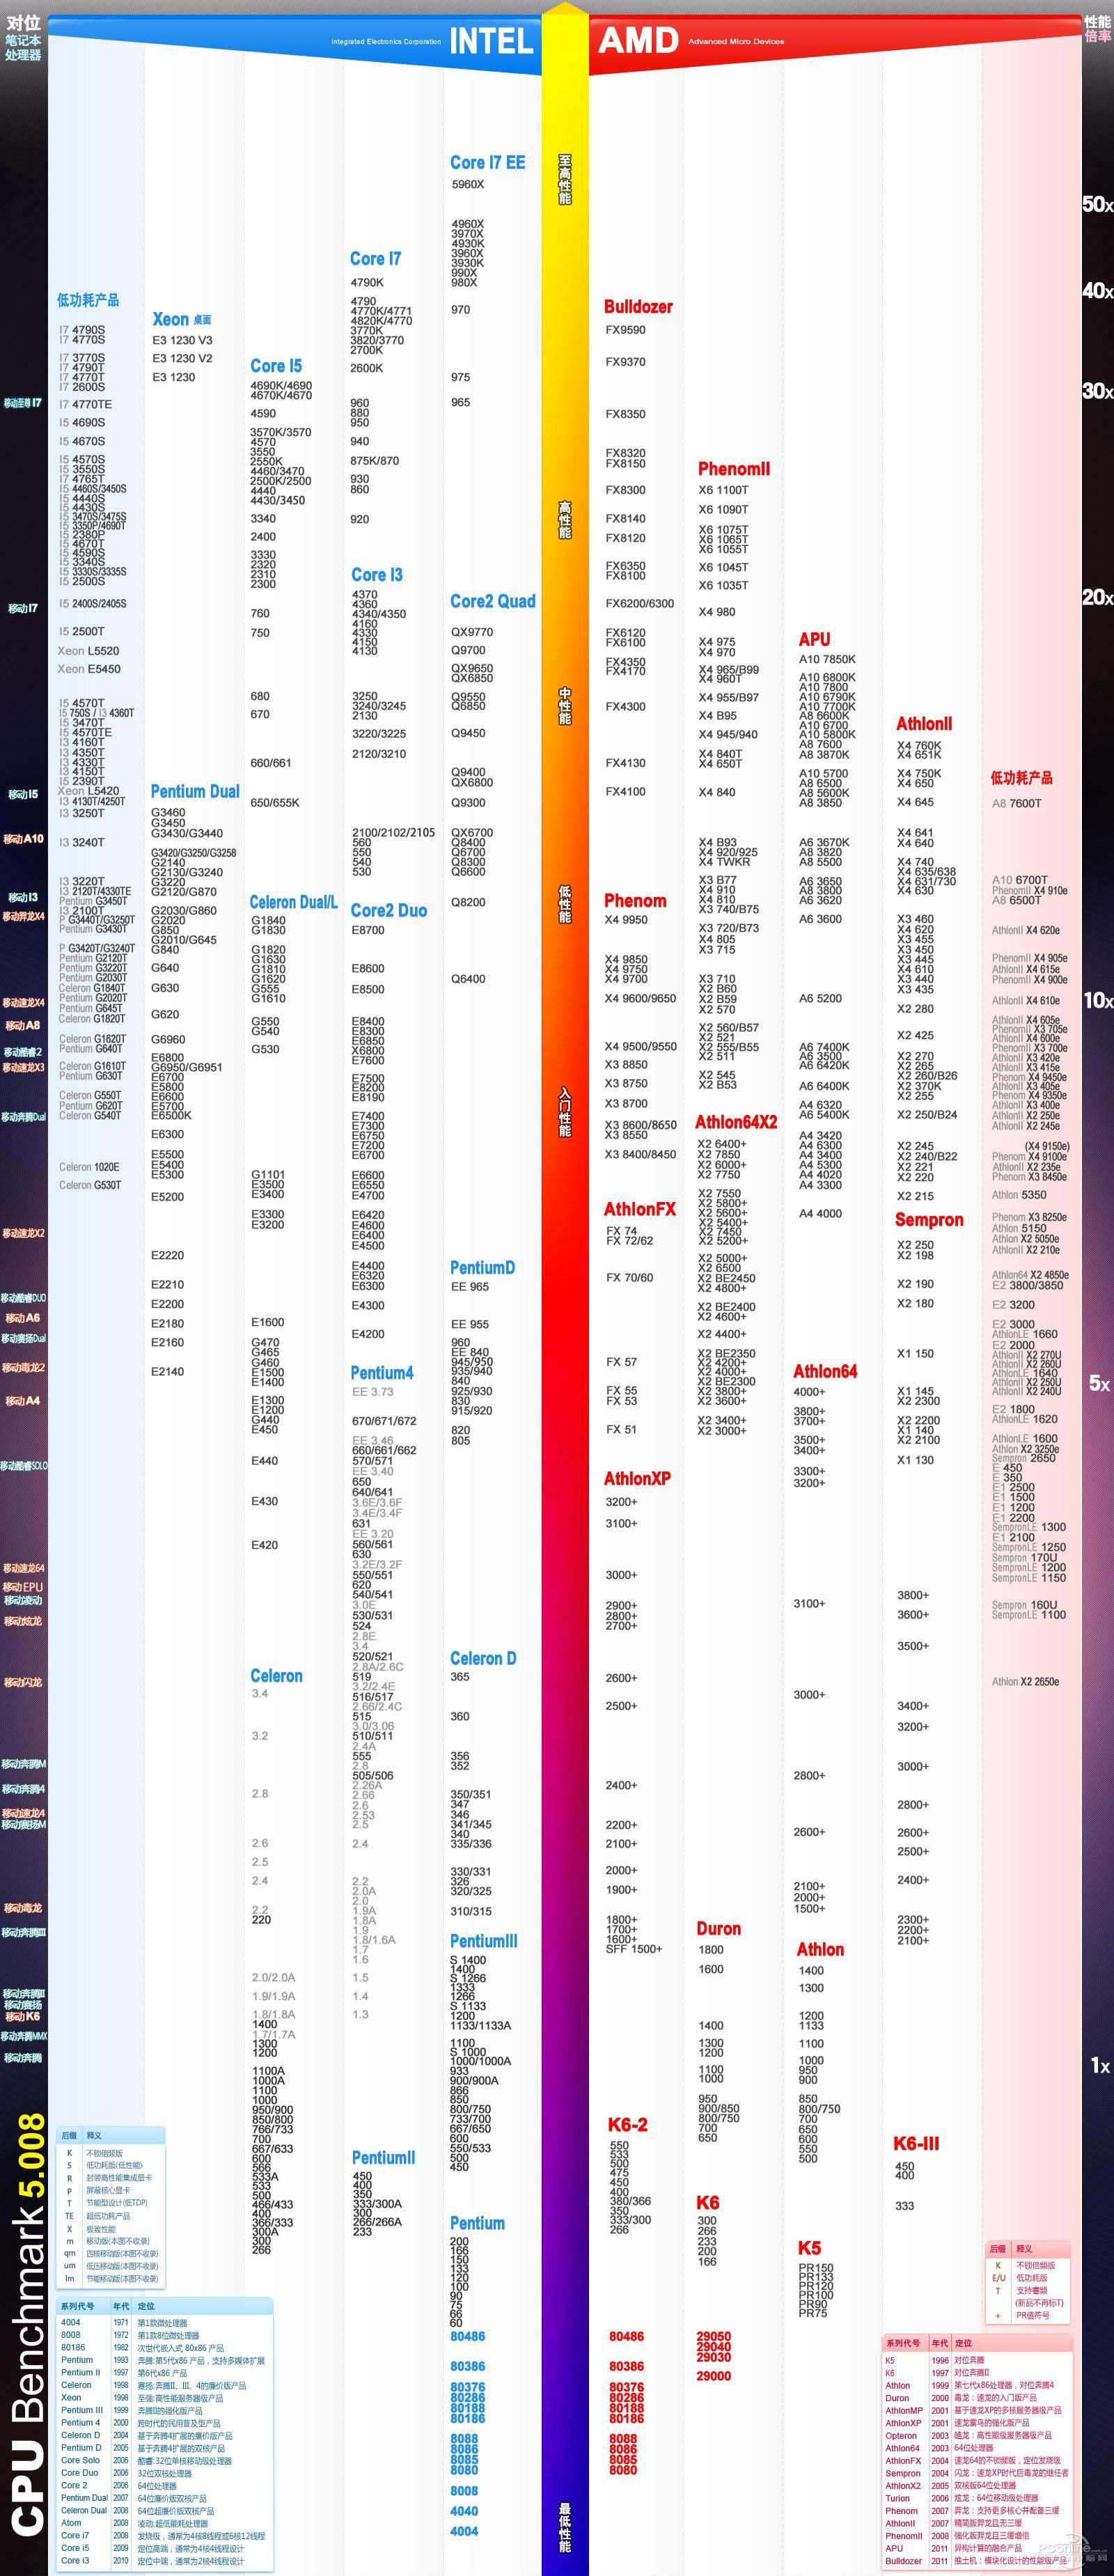 对位
笔记本
处理器
Integrated Electronics Corporation INTEL
AMD Advanced Micro Devices
性能
倍率
移动至尊 I7
移动 I7
移动 I5
移动 A10
移动 I3
移动羿龙X4
移动速龙X4
移动 A8
移动酷睿2
移动速龙X3
移动奔腾Dual
移动速龙X2
移动酷睿DUO
移动 A6
移动赛扬Dual
移动毒龙2
移动 A4
移动酷睿SOLO
移动速龙64
移动 EPU
移动凌动
移动炫龙
移动闪龙
移动奔腾M
移动奔腾4
移动速龙4
移动赛扬M
移动毒龙
移动奔腾III
移动奔腾II
移动赛扬
移动 K6
移动奔腾MMX
移动奔腾
CPU Benchmark 5.008
低功耗产品
I7 4790S
I7 4770S
I7 3770S
I7 4790T
I7 4770T
I7 2600S
I7 4770TE
I5 4690S
I5 4670S
I5 4570S
I5 3550S
I7 4765T
I5 4460S/3450S
I5 4440S
I5 4430S
I5 3470S/3475S
I5 3350P/4690T
I5 2380P
I5 4670T
I5 4590S
I5 3340S
I5 3330S/3335S
I5 2500S
I5 2400S/2405S
I5 2500T
Xeon L5520
Xeon E5450
I5 4570T
I5 750S / I3 4360T
I5 3470T
I5 4570TE
I3 4160T
I3 4350T
I3 4330T
I3 4150T
I5 2390T
Xeon L5420
I3 4130T/4250T
I3 3250T
I3 3240T
I3 3220T
I3 2120T/4330TE
Pentium G3450T
I3 2100T
P G3440T/G3250T
Pentium G3430T
P G3420T/G3240T
Pentium G2120T
Pentium G3220T
Pentium G2030T
Celeron G1840T
Pentium G2020T
Pentium G645T
Celeron G1820T
Celeron G1620T
Pentium G640T
Celeron G1610T
Pentium G630T
Celeron G550T
Pentium G620T
Celeron G540T
Celeron 1020E
Celeron G530T
Xeon 桌面
E3 1230 V3
E3 1230 V2
E3 1230
Pentium Dual
G3460
G3450
G3430/G3440
G3420/G3250/G3258
G2140
G2130/G3240
G3220
G2120/G870
G2030/G860
G2020
G850
G2010/G645
G840
G640
G630
G620
G6960
E6800
G6950/G6951
E6700
E5800
E6600
E5700
E6500K
E6300
E5500
E5400
E5300
E5200
E2220
E2210
E2200
E2180
E2160
E2140
Core I5
4690K/4690
4670K/4670
4590
3570K/3570
4570
3550
2550K
4460/3470
2500K/2500
4440
4430/3450
3340
2400
3330
2320
2310
2300
760
750
680
670
660/661
650/655K
Celeron Dual/L
G1840
G1830
G1820
G1630
G1810
G1620
G555
G1610
G550
G540
G530
G1101
E3500
E3400
E3300
E3200
E1600
G470
G465
G460
E1500
E1400
E1300
E1200
G440
E450
E440
E430
E420
Celeron
3.4
3.2
2.8
2.6
2.5
2.4
2.2
220
2.0/2.0A
1.9/1.9A
1.8/1.8A
1400
1.7/1.7A
1300
1200
1100A
1000A
1100
1000
950/900
850/800
766/733
700
667/633
600
566
533A
533
500
466/433
400
366/333
300A
300
266
Core I7
4790K
4790
4770K/4771
4820K/4770
3770K
3820/3770
2700K
2600K
960
880
950
940
875K/870
930
860
920
Core I3
4370
4360
4340/4350
4160
4330
4150
4130
3250
3240/3245
2130
3220/3225
2120/3210
2100/2102/2105
560
550
540
530
Core2 Duo
E8700
E8600
E8500
E8400
E8300
E6850
X6800
E7600
E7500
E8200
E8190
E7400
E7300
E6750
E7200
E6700
E6600
E6550
E4700
E6420
E4600
E6400
E4500
E4400
E6320
E6300
E4300
E4200
Pentium4
EE 3.73
670/671/672
EE 3.46
660/661/662
570/571
EE 3.40
650
640/641
3.6E/3.6F
3.4E/3.4F
631
EE 3.20
560/561
630
3.2E/3.2F
550/551
620
540/541
3.0E
530/531
524
2.8E
3.4
520/521
2.8A/2.6C
519
3.2/2.4E
516/517
2.66/2.4C
515
3.0/3.06
510/511
2.4A
555
2.8
505/506
2.26A
2.66
2.6
2.53
2.5
2.4
2.2
2.0A
2.0
1.9A
1.8A
1.9
1.8/1.6A
1.7
1.6
1.5
1.4
1.3
PentiumII
450
400
350
333/300A
300
266/266A
233
Core I7 EE
5960X
4960X
3970X
4930K
3960X
3930K
990X
980X
970
975
965
Core2 Quad
QX9770
Q9700
QX9650
QX6850
Q9550
Q6850
Q9450
Q9400
QX6800
Q9300
QX6700
Q8400
Q6700
Q8300
Q6600
Q8200
Q6400
PentiumD
EE 965
EE 955
960
EE 840
945/950
935/940
840
925/930
830
915/920
820
805
Celeron D
365
360
356
352
350/351
347
346
341/345
340
335/336
330/331
326
320/325
310/315
PentiumIII
S 1400
1400
S 1266
1333
1266
S 1133
1200
1133/1133A
1100
S 1000
1000/1000A
933
900/900A
866
850
800/750
733/700
667/650
600
550/533
500
450
Pentium
200
166
150
133
120
100
90
75
66
60
80486
80386
80376
80286
80188
80186
8088
8086
8085
8080
8008
4040
4004
至高性能
高性能
中性能
低性能
入门性能
最低性能
Bulldozer
FX9590
FX9370
FX8350
FX8320
FX8150
FX8300
FX8140
FX8120
FX6350
FX8100
FX6200/6300
FX6120
FX6100
FX4350
FX4170
FX4300
FX4130
FX4100
Phenom
X4 9950
X4 9850
X4 9750
X4 9700
X4 9600/9650
X4 9500/9550
X3 8850
X3 8750
X3 8700
X3 8600/8650
X3 8550
X3 8400/8450
AthlonFX
FX 74
FX 72/62
FX 70/60
FX 57
FX 55
FX 53
FX 51
AthlonXP
3200+
3100+
3000+
2900+
2800+
2700+
2600+
2500+
2400+
2200+
2100+
2000+
1900+
1800+
1700+
1600+
SFF 1500+
K6-2
550
533
500
475
450
400
380/366
350
333/300
266
80486
80386
80376
80286
80188
80186
8088
8086
8085
8080
PhenomII
X6 1100T
X6 1090T
X6 1075T
X6 1065T
X6 1055T
X6 1045T
X6 1035T
X4 980
X4 975
X4 970
X4 965/B99
X4 960T
X4 955/B97
X4 B95
X4 945/940
X4 840T
X4 650T
X4 840
X4 B93
X4 920/925
X4 TWKR
X3 B77
X4 910
X4 810
X3 740/B75
X3 720/B73
X4 805
X3 715
X3 710
X2 B60
X2 B59
X2 570
X2 560/B57
X2 521
X2 555/B55
X2 511
X2 545
X2 B53
Athlon64X2
X2 6400+
X2 7850
X2 6000+
X2 7750
X2 7550
X2 5800+
X2 5600+
X2 5400+
X2 7450
X2 5200+
X2 5000+
X2 6500
X2 BE2450
X2 4800+
X2 BE2400
X2 4600+
X2 4400+
X2 BE2350
X2 4200+
X2 4000+
X2 BE2300
X2 3800+
X2 3600+
X2 3400+
X2 3000+
Duron
1800
1600
1400
1300
1200
1100
1000
950
900/850
800/750
700
650
K6
300
266
233
200
166
29050
29040
29030
29000
APU
A10 7850K
A10 6800K
A10 7800
A10 6790K
A10 7700K
A8 6600K
A10 6700
A10 5800K
A8 7600
A8 3870K
A10 5700
A8 6500
A8 5600K
A8 3850
A6 3670K
A8 3820
A8 5500
A6 3650
A8 3800
A6 3620
A6 3600
A6 5200
A6 7400K
A6 3500
A6 6420K
A6 6400K
A4 6320
A6 5400K
A4 3420
A4 6300
A4 3400
A4 5300
A4 4020
A4 3300
A4 4000
Athlon64
4000+
3800+
3700+
3500+
3400+
3300+
3200+
3100+
3000+
2800+
2600+
2100+
2000+
1500+
Athlon
1400
1300
1200
1133
1100
1000
950
900
850
800/750
700
650
600
550
500
K5
PR150
PR133
PR120
PR100
PR90
PR75
AthlonII
X4 760K
X4 651K
X4 750K
X4 650
X4 645
X4 641
X4 640
X4 740
X4 635/638
X4 631/730
X4 630
X3 460
X4 620
X3 455
X3 450
X3 445
X4 610
X3 440
X3 435
X2 280
X2 425
X2 270
X2 265
X2 260/B26
X2 370K
X2 255
X2 250/B24
X2 245
X2 240/B22
X2 221
X2 220
X2 215
Sempron
X2 250
X2 198
X2 190
X2 180
X1 150
X1 145
X2 2300
X2 2200
X1 140
X2 2100
X1 130
3800+
3600+
3500+
3400+
3200+
3000+
2800+
2600+
2500+
2400+
2300+
2200+
2100+
K6-III
450
400
333
低功耗产品
A8 7600T
A10 6700T
PhenomII X4 910e
A8 6500T
AthlonII X4 620e
PhenomII X4 905e
AthlonII X4 615e
PhenomII X4 900e
AthlonII X4 610e
AthlonII X4 605e
PhenomII X3 705e
AthlonII X4 600e
PhenomII X3 700e
AthlonII X3 420e
AthlonII X3 415e
Phenom X4 9450e
AthlonII X3 405e
Phenom X4 9350e
AthlonII X3 400e
AthlonII X2 250e
AthlonII X2 245e
(X4 9150e)
Phenom X4 9100e
AthlonII X2 235e
Phenom X3 8450e
Athlon 5350
Phenom X3 8250e
Athlon 5150
Athlon X2 5050e
AthlonII X2 210e
Athlon64 X2 4850e
E2 3800/3850
E2 3200
E2 3000
AthlonLE 1660
E2 2000
AthlonII X2 270U
AthlonII X2 260U
AthlonLE 1640
AthlonII X2 250U
AthlonII X2 240U
E2 1800
AthlonLE 1620
AthlonLE 1600
Athlon X2 3250e
Sempron 2650
E 450
E 350
E1 2500
E1 1500
E1 1200
E1 2200
SempronLE 1300
E1 2100
SempronLE 1250
Sempron 170U
SempronLE 1200
SempronLE 1150
Sempron 160U
SempronLE 1100
Athlon X2 2650e
50x
40x
30x
20x
10x
5x
1x
后缀 释义
K 不锁倍频版
S 低功耗版(低性能)
R 封装高性能集成显卡
P 屏蔽核心显卡
T 节能型设计(低TDP)
TE 超低功耗产品
X 极致性能
m 移动版(本图不收录)
qm 四核移动版(本图不收录)
um 低压移动版(本图不收录)
lm 节能移动版(本图不收录)
系列代号 年代 定位
4004 1971 第1款微处理器
8008 1972 第1款8位微处理器
80186 1982 次世代嵌入式 80x86 产品
Pentium 1993 奔腾:第5代x86 产品，支持多媒体扩展
Pentium II 1997 第6代x86 产品
Celeron 1998 赛扬:奔腾II、III、4的廉价版产品
Xeon 1998 至强:高性能服务器级产品
Pentium III 1999 奔腾II的强化版产品
Pentium 4 2000 跨时代的民用普及型产品
Celeron D 2004 基于奔腾4扩展的廉价版产品
Pentium D 2005 基于奔腾4扩展的双核产品
Core Solo 2006 酷睿:32位单核移动级处理器
Core Duo 2006 32位双核处理器
Core 2 2006 64位处理器
Pentium Dual 2007 64位廉价版双核产品
Celeron Dual 2008 64位超廉价版双核产品
Atom 2008 凌动:超低能耗处理器
Core i7 2008 发烧级，通常为4核8线程或6核12线程
Core i5 2009 定位高端，通常为4核4线程设计
Core i3 2010 定位中端，通常为2核4线程设计
后缀 释义
K 不锁倍频版
E/U 低功耗版
T 支持睿频
(新品不再标T)
+ PR值符号
系列代号 年代 定位
K5 1996 对位奔腾
K6 1997 对位奔腾II
Athlon 1999 第七代x86处理器，对位奔腾4
Duron 2000 毒龙：速龙的入门版产品
AthlonMP 2001 基于速龙XP的多核服务器级产品
AthlonXP 2001 速龙雷鸟的强化版产品
Opteron 2003 皓龙：高性能级服务器级产品
Athlon64 2003 64位处理器
AthlonFX 2004 速龙64的不锁频版，定位发烧级
Sempron 2004 闪龙：速龙XP时代后毒龙的继任者
AthlonX2 2005 双核版64位处理器
Turion 2006 炫龙：64位移动级处理器
Phenom 2007 羿龙：支持更多核心并配备三缓
AthlonII 2007 精简版羿龙且无三缓
PhenomII 2008 强化版羿龙且三缓增倍
APU 2011 异构计算的融合产品
Bulldozer 2011 推土机：模块化设计的性能版产品